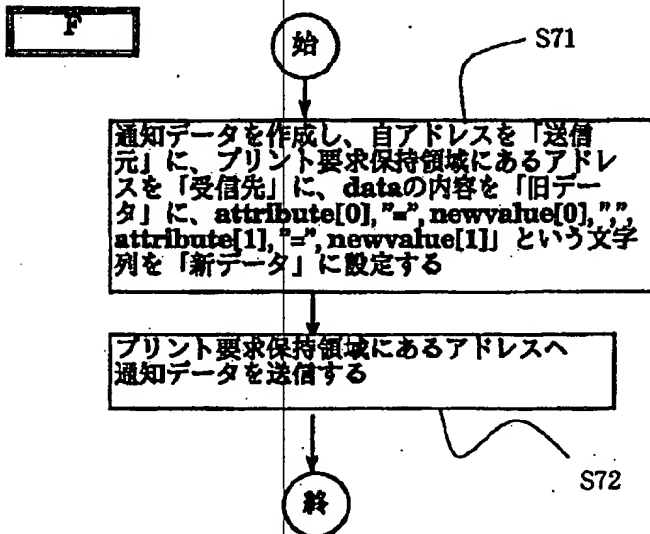 F
始
S71
通知データを作成し、自アドレスを「送信
元」に、プリント要求保持領域にあるアドレ
スを「受信先」に、dataの内容を「旧デー
タ」に、attribute[0], "=", newvalue[0], ",",
attribute[1], "=", newvalue[1]」という文字
列を「新データ」に設定する
プリント要求保持領域にあるアドレスへ
通知データを送信する
S72
終